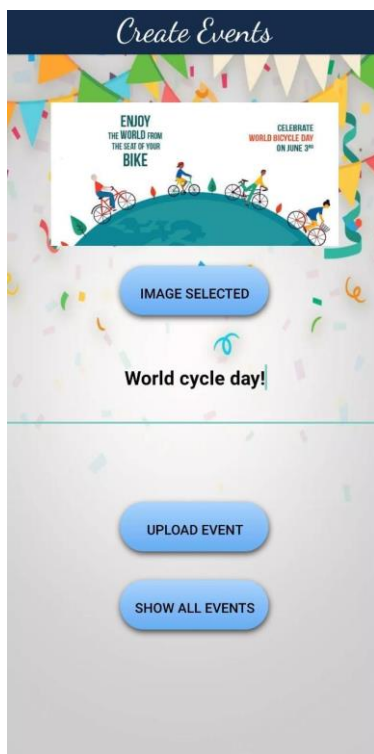 Create Events
ENJOY
THE WORLD FROM
THE SEAT OF YOUR
BIKE
CELEBRATE
WORLD BICYCLE DAY
ON JUNE 3RD
IMAGE SELECTED
World cycle day!
UPLOAD EVENT
SHOW ALL EVENTS